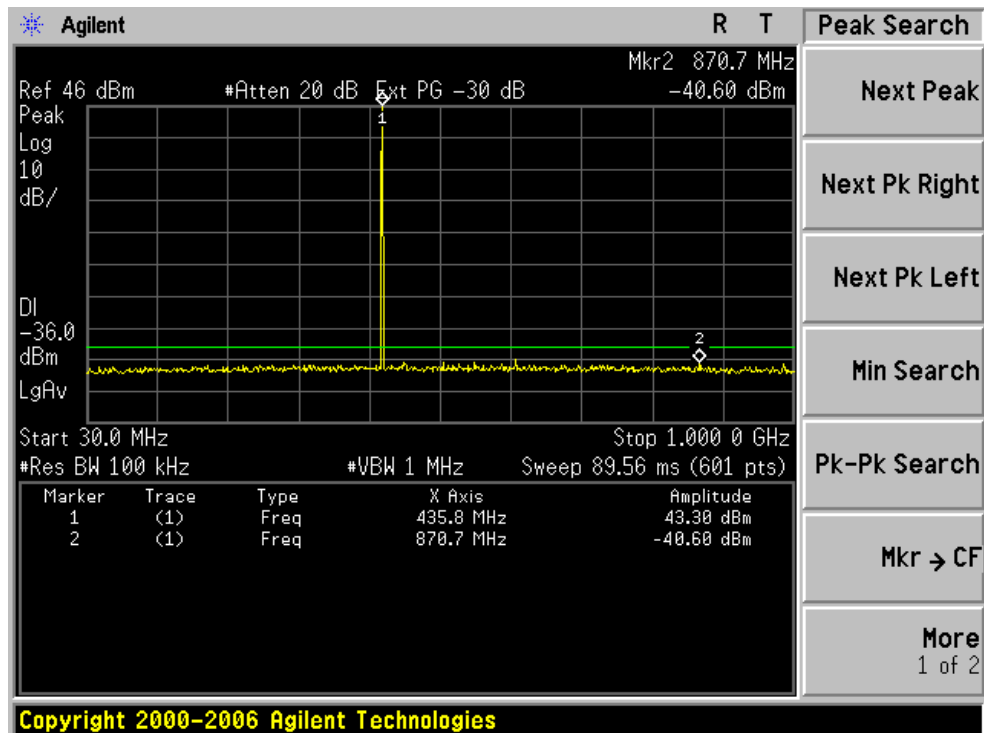 Agilent R T Peak Search
Mkr2 870.7 MHz
Ref 46 dBm #Atten 20 dB Ext PG -30 dB -40.60 dBm
Peak
Log
10
dB/
1
DI
-36.0
dBm
LgAv
2
Start 30.0 MHz Stop 1.000 0 GHz
#Res BW 100 kHz #VBW 1 MHz Sweep 89.56 ms (601 pts)
Marker Trace Type X Axis Amplitude
1 (1) Freq 435.8 MHz 43.30 dBm
2 (1) Freq 870.7 MHz -40.60 dBm
Next Peak
Next Pk Right
Next Pk Left
Min Search
Pk-Pk Search
Mkr → CF
More
1 of 2
Copyright 2000-2006 Agilent Technologies